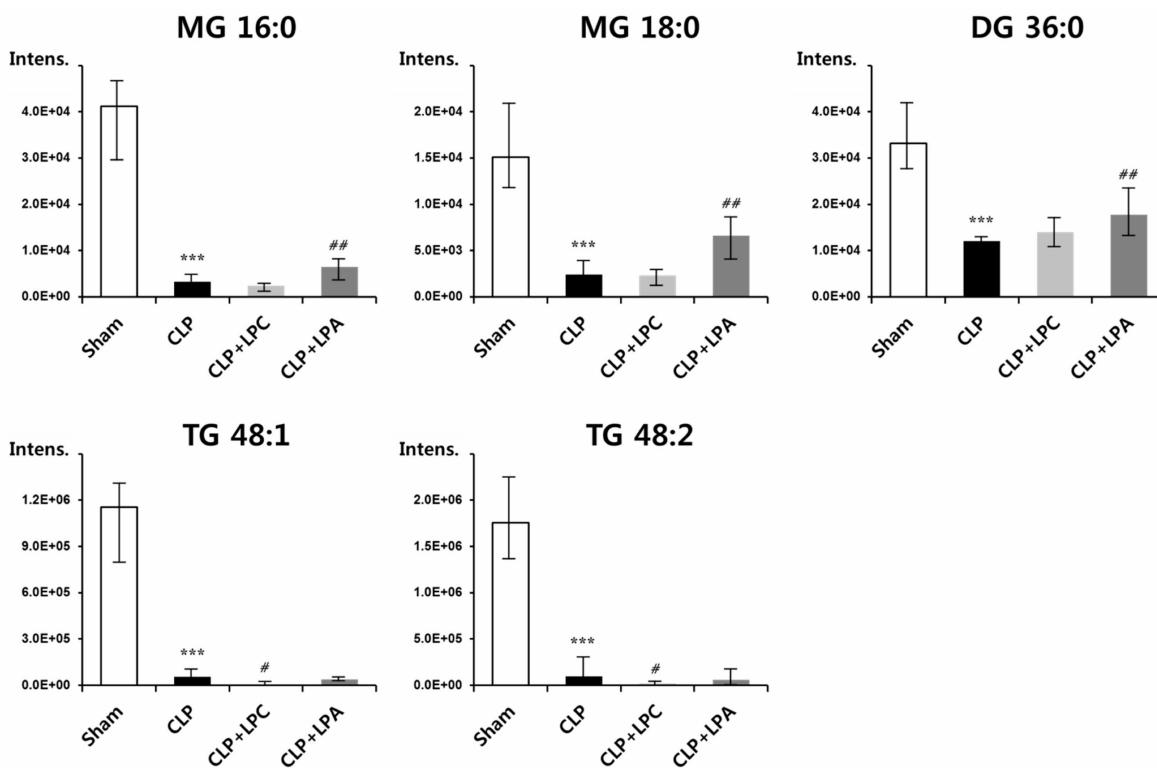 MG 16:0
Intens.
4.0E+04
3.0E+04
2.0E+04
1.0E+04
0.0E+00
***
##
Sham
CLP
CLP+LPC
CLP+LPA
MG 18:0
Intens.
2.0E+04
1.5E+04
1.0E+04
5.0E+03
0.0E+00
***
##
Sham
CLP
CLP+LPC
CLP+LPA
DG 36:0
Intens.
4.0E+04
3.0E+04
2.0E+04
1.0E+04
0.0E+00
***
##
Sham
CLP
CLP+LPC
CLP+LPA
TG 48:1
Intens.
1.2E+06
9.0E+05
6.0E+05
3.0E+05
0.0E+00
***
#
Sham
CLP
CLP+LPC
CLP+LPA
TG 48:2
Intens.
2.0E+06
1.5E+06
1.0E+06
5.0E+05
0.0E+00
***
#
Sham
CLP
CLP+LPC
CLP+LPA